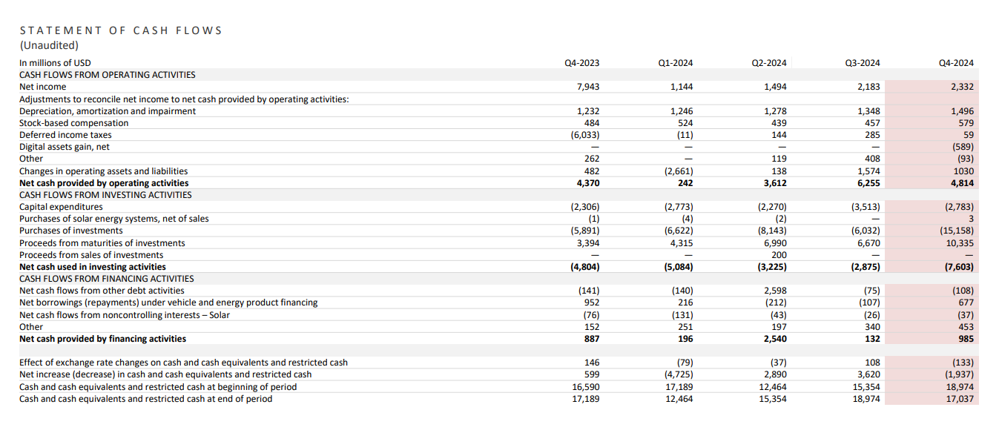 STATEMENT OF CASH FLOWS
(Unaudited)
In millions of USD Q4-2023 Q1-2024 Q2-2024 Q3-2024 Q4-2024
CASH FLOWS FROM OPERATING ACTIVITIES
Net income 7,943 1,144 1,494 2,183 2,332
Adjustments to reconcile net income to net cash provided by operating activities:
Depreciation, amortization and impairment 1,232 1,246 1,278 1,348 1,496
Stock-based compensation 484 524 439 457 579
Deferred income taxes (6,033) (11) 144 285 59
Digital assets gain, net — — — — (589)
Other 262 — 119 408 (93)
Changes in operating assets and liabilities 482 (2,661) 138 1,574 1030
Net cash provided by operating activities 4,370 242 3,612 6,255 4,814
CASH FLOWS FROM INVESTING ACTIVITIES
Capital expenditures (2,306) (2,773) (2,270) (3,513) (2,783)
Purchases of solar energy systems, net of sales (1) (4) (2) — 3
Purchases of investments (5,891) (6,622) (8,143) (6,032) (15,158)
Proceeds from maturities of investments 3,394 4,315 6,990 6,670 10,335
Proceeds from sales of investments — — 200 — —
Net cash used in investing activities (4,804) (5,084) (3,225) (2,875) (7,603)
CASH FLOWS FROM FINANCING ACTIVITIES
Net cash flows from other debt activities (141) (140) 2,598 (75) (108)
Net borrowings (repayments) under vehicle and energy product financing 952 216 (212) (107) 677
Net cash flows from noncontrolling interests – Solar (76) (131) (43) (26) (37)
Other 152 251 197 340 453
Net cash provided by financing activities 887 196 2,540 132 985
Effect of exchange rate changes on cash and cash equivalents and restricted cash 146 (79) (37) 108 (133)
Net increase (decrease) in cash and cash equivalents and restricted cash 599 (4,725) 2,890 3,620 (1,937)
Cash and cash equivalents and restricted cash at beginning of period 16,590 17,189 12,464 15,354 18,974
Cash and cash equivalents and restricted cash at end of period 17,189 12,464 15,354 18,974 17,037